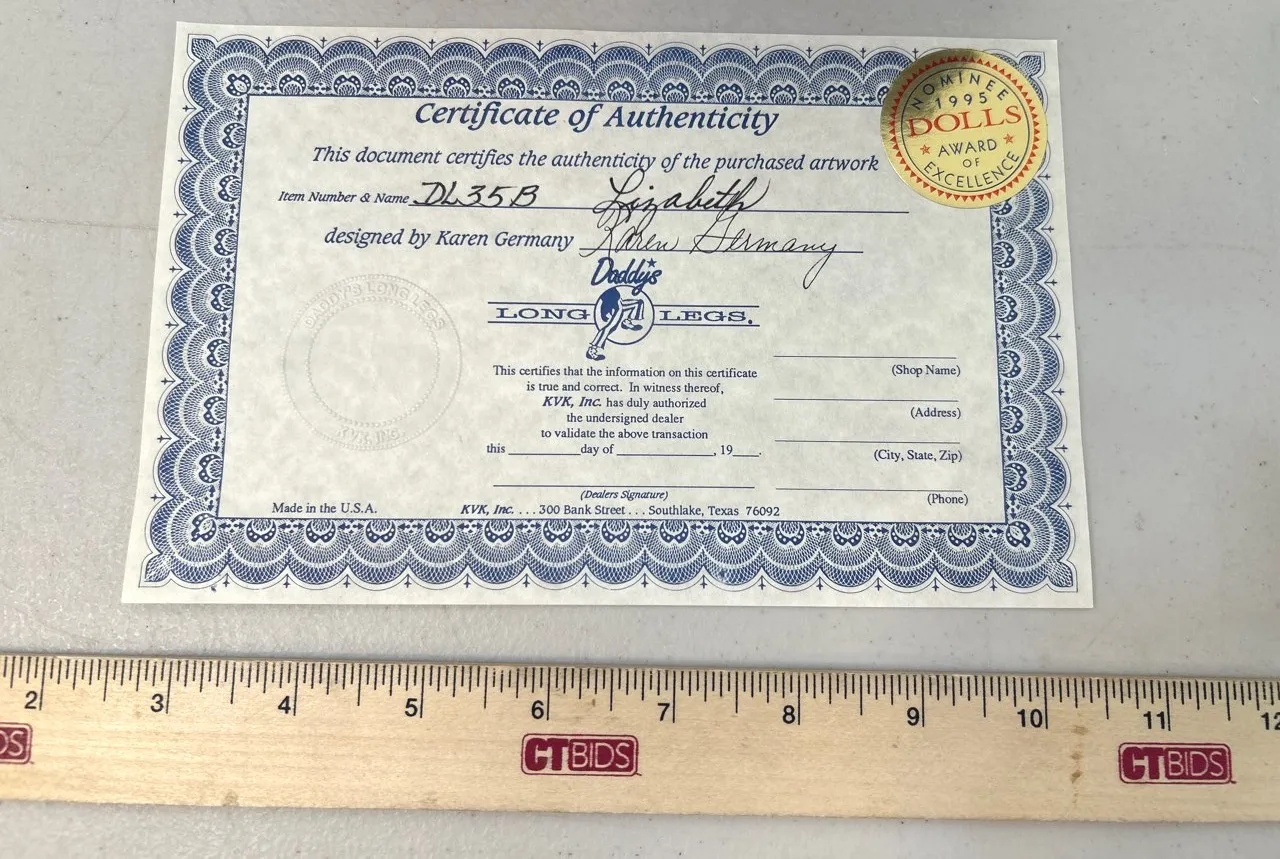 Certificate of Authenticity
NOMINEE
1995
DOLLS
AWARD
OF
EXCELLENCE
This document certifies the authenticity of the purchased artwork
Item Number & Name DL35B Lizabeth
designed by Karen Germany Karen Germany
DADDY'S LONG LEGS
KVK, INC.
Daddy's
LONG LEGS.
This certifies that the information on this certificate
is true and correct. In witness thereof,
KVK, Inc. has duly authorized
the undersigned dealer
to validate the above transaction
this ________ day of ____________, 19___.
(Dealers Signature)
(Shop Name)
(Address)
(City, State, Zip)
(Phone)
Made in the U.S.A.
KVK, Inc. . . . 300 Bank Street . . . Southlake, Texas 76092
2 3 4 5 6 7 8 9 10 11 12
DS CTBIDS CTBIDS